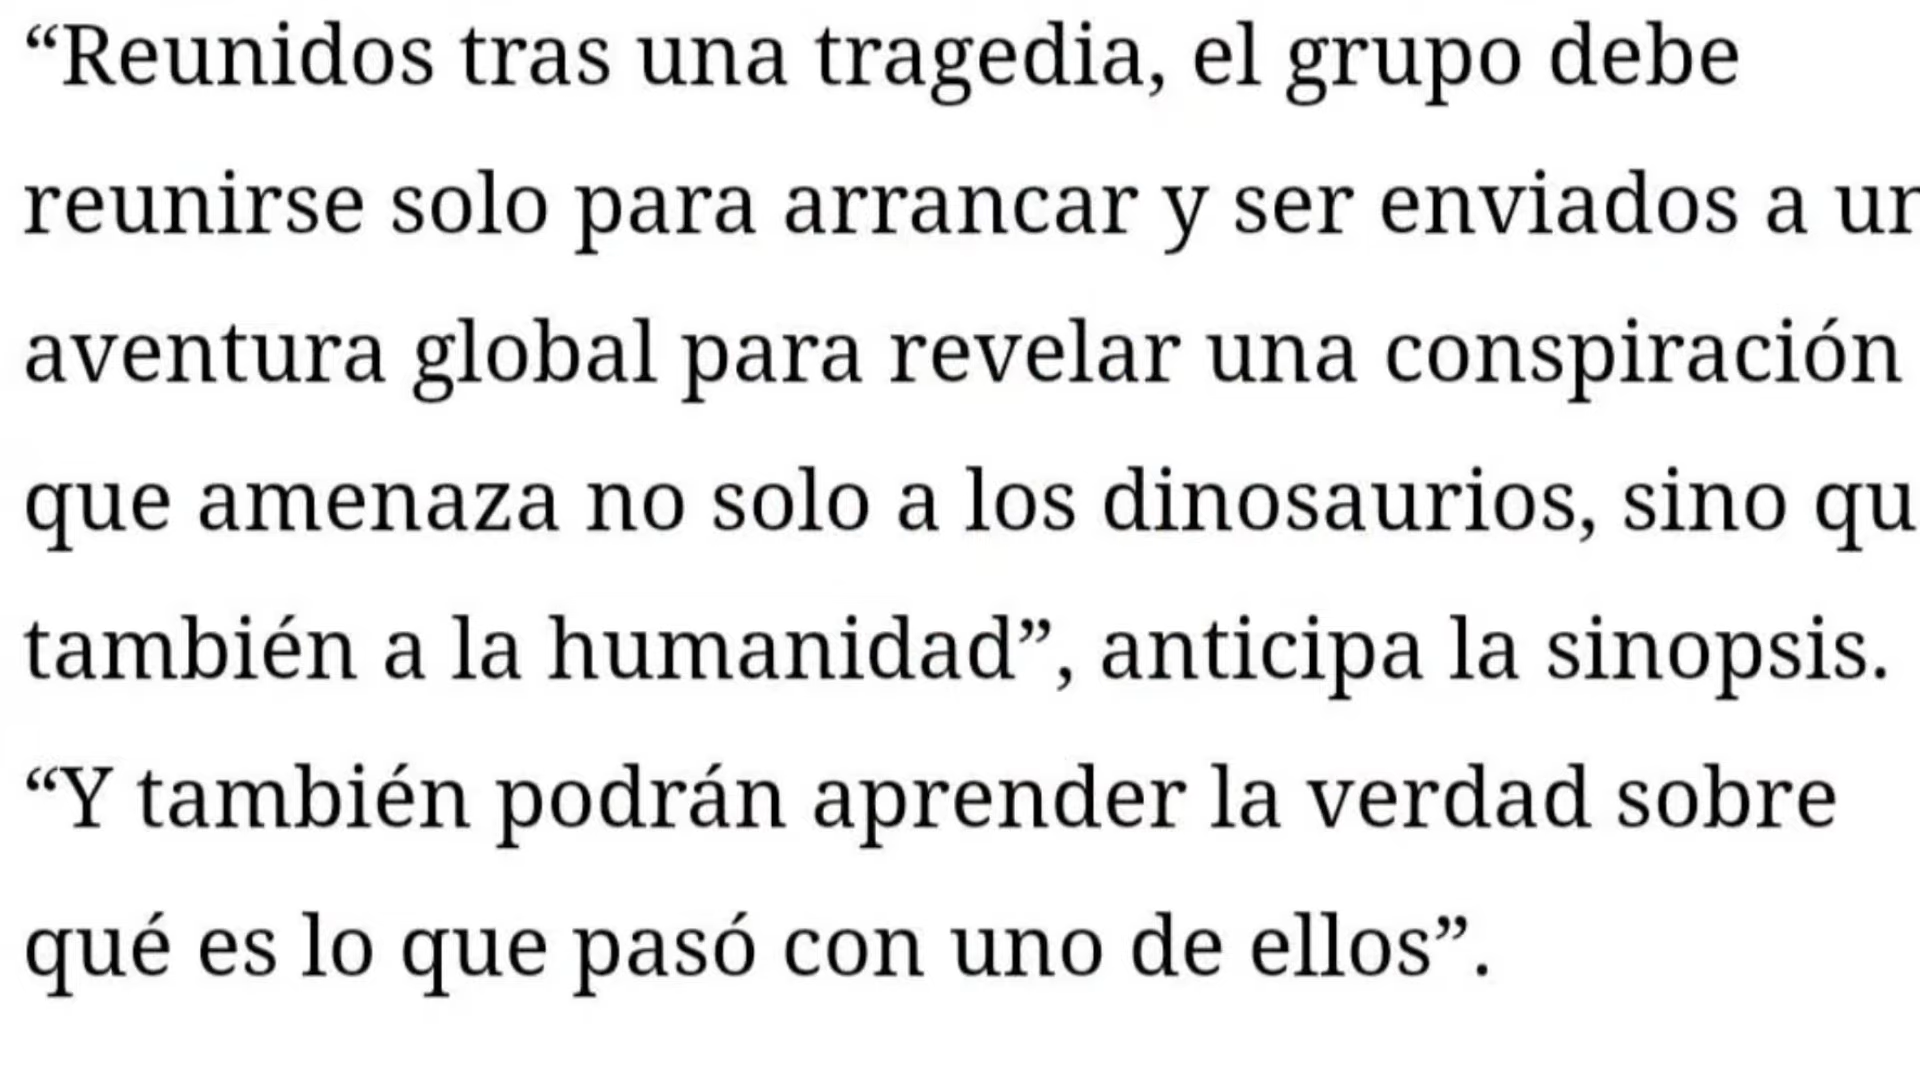 “Reunidos tras una tragedia, el grupo debe
reunirse solo para arrancar y ser enviados a
aventura global para revelar una conspiración
que amenaza no solo a los dinosaurios, sino
también a la humanidad”, anticipa la sinopsis.
“Y también podrán aprender la verdad sobre
qué es lo que pasó con uno de ellos”.